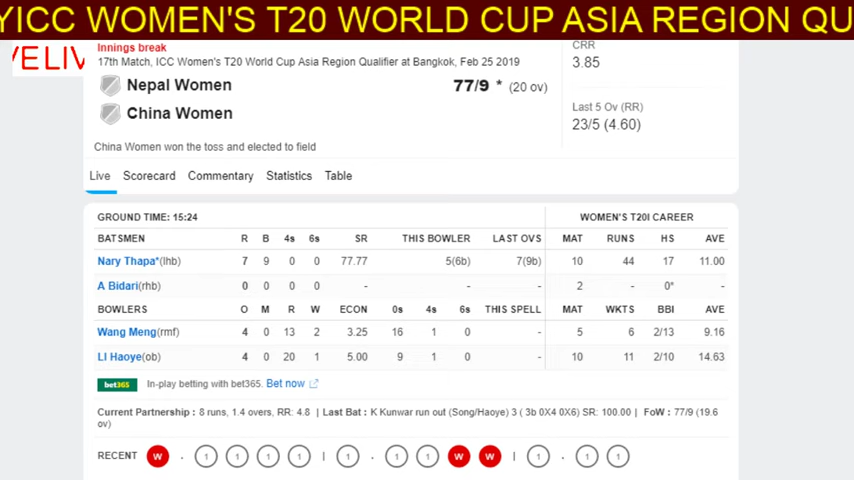 YICC WOMEN'S T20 WORLD CUP ASIA REGION QU
VELIV
Innings break
17th Match, ICC Women's T20 World Cup Asia Region Qualifier at Bangkok, Feb 25 2019
Nepal Women 77/9 * (20 ov)
China Women
China Women won the toss and elected to field
CRR
3.85
Last 5 Ov (RR)
23/5 (4.60)
Live Scorecard Commentary Statistics Table
GROUND TIME: 15:24 WOMEN'S T20I CAREER
BATSMEN R B 4s 6s SR THIS BOWLER LAST OVS MAT RUNS HS AVE
Nary Thapa*(lhb) 7 9 0 0 77.77 5(6b) 7(9b) 10 44 17 11.00
A Bidari(rhb) 0 0 0 0 - - - 2 - 0* -
BOWLERS O M R W ECON 0s 4s 6s THIS SPELL MAT WKTS BBI AVE
Wang Meng(rmf) 4 0 13 2 3.25 16 1 0 - 5 6 2/13 9.16
LI Haoye(ob) 4 0 20 1 5.00 9 1 0 - 10 11 2/10 14.63
bet365 In-play betting with bet365. Bet now
Current Partnership : 8 runs, 1.4 overs, RR: 4.8 | Last Bat : K Kunwar run out (Song/Haoye) 3 ( 3b 0X4 0X6) SR: 100.00 | FoW : 77/9 (19.6
ov)
RECENT W . 1 1 1 1 | 1 . 1 1 W W | 1 . 1 1